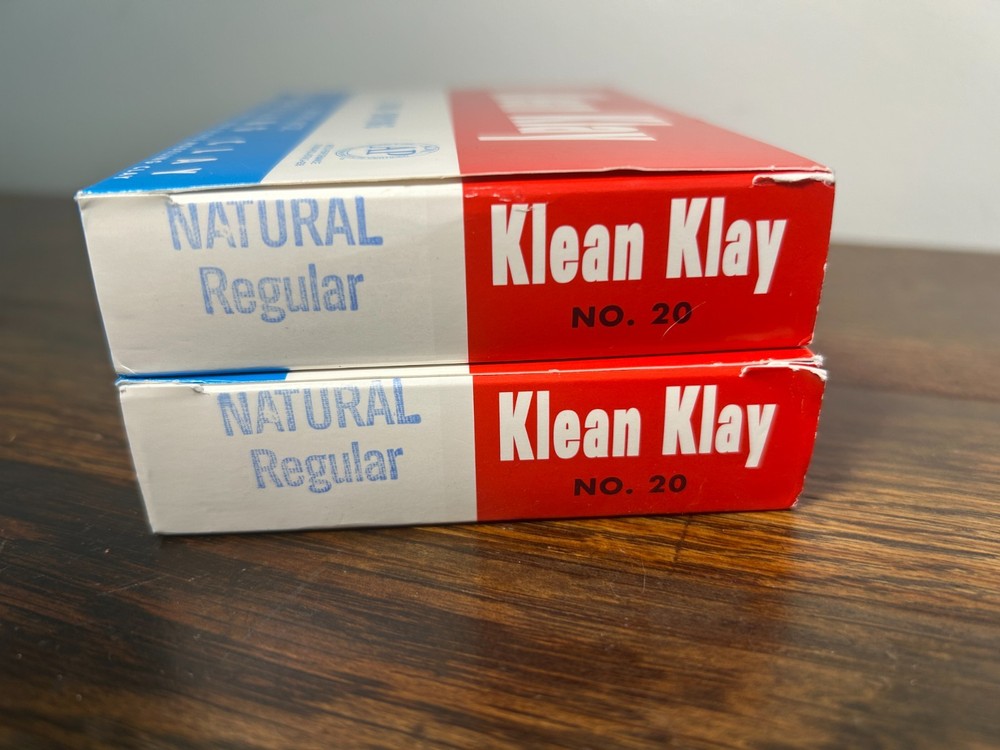 NATURAL
Regular
Klean Klay
NO. 20
NATURAL
Regular
Klean Klay
NO. 20